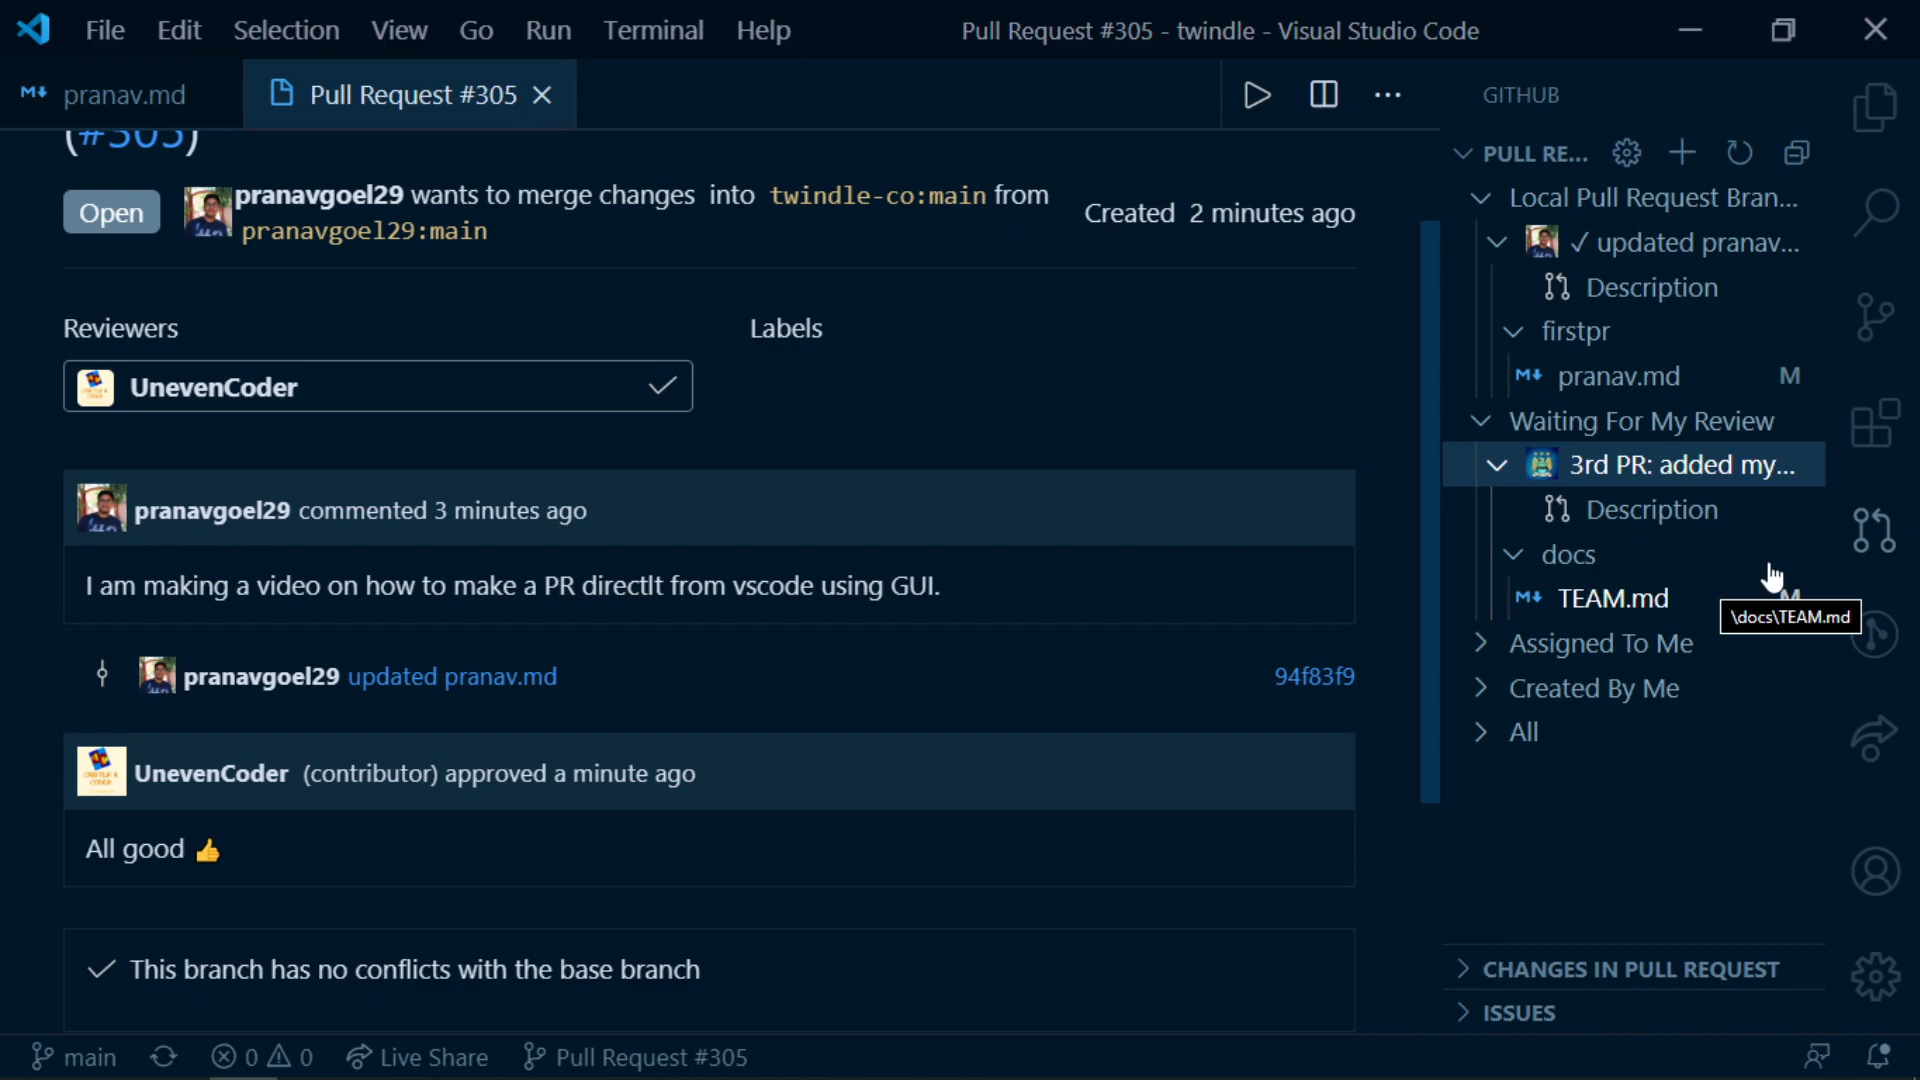 File Edit Selection View Go Run Terminal Help Pull Request #305 - twindle - Visual Studio Code
pranav.md Pull Request #305
(#305)
Open pranavgoel29 wants to merge changes into twindle-co:main from
pranavgoel29:main
Created 2 minutes ago
Reviewers
Labels
UnevenCoder
pranavgoel29 commented 3 minutes ago
I am making a video on how to make a PR directlt from vscode using GUI.
pranavgoel29 updated pranav.md 94f83f9
UnevenCoder (contributor) approved a minute ago
All good 👍
This branch has no conflicts with the base branch
GITHUB
PULL RE...
Local Pull Request Bran...
✓ updated pranav...
Description
firstpr
pranav.md M
Waiting For My Review
3rd PR: added my...
Description
docs
TEAM.md M
\docs\TEAM.md
Assigned To Me
Created By Me
All
CHANGES IN PULL REQUEST
ISSUES
main 0 0 Live Share Pull Request #305